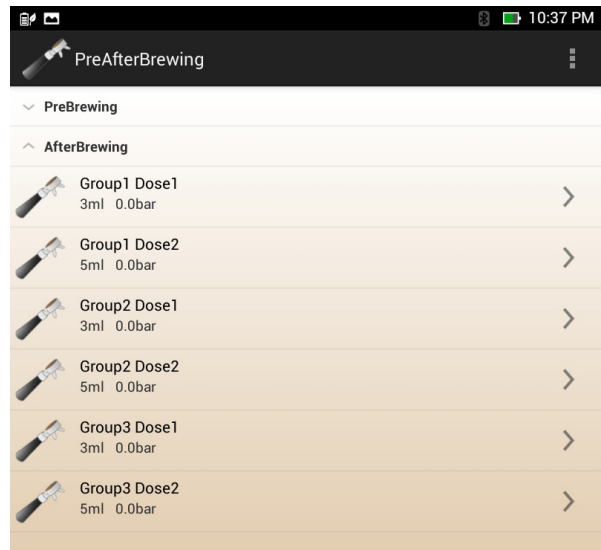 10:37 PM
PreAfterBrewing
PreBrewing
AfterBrewing
Group1 Dose1
3ml 0.0bar
Group1 Dose2
5ml 0.0bar
Group2 Dose1
3ml 0.0bar
Group2 Dose2
5ml 0.0bar
Group3 Dose1
3ml 0.0bar
Group3 Dose2
5ml 0.0bar